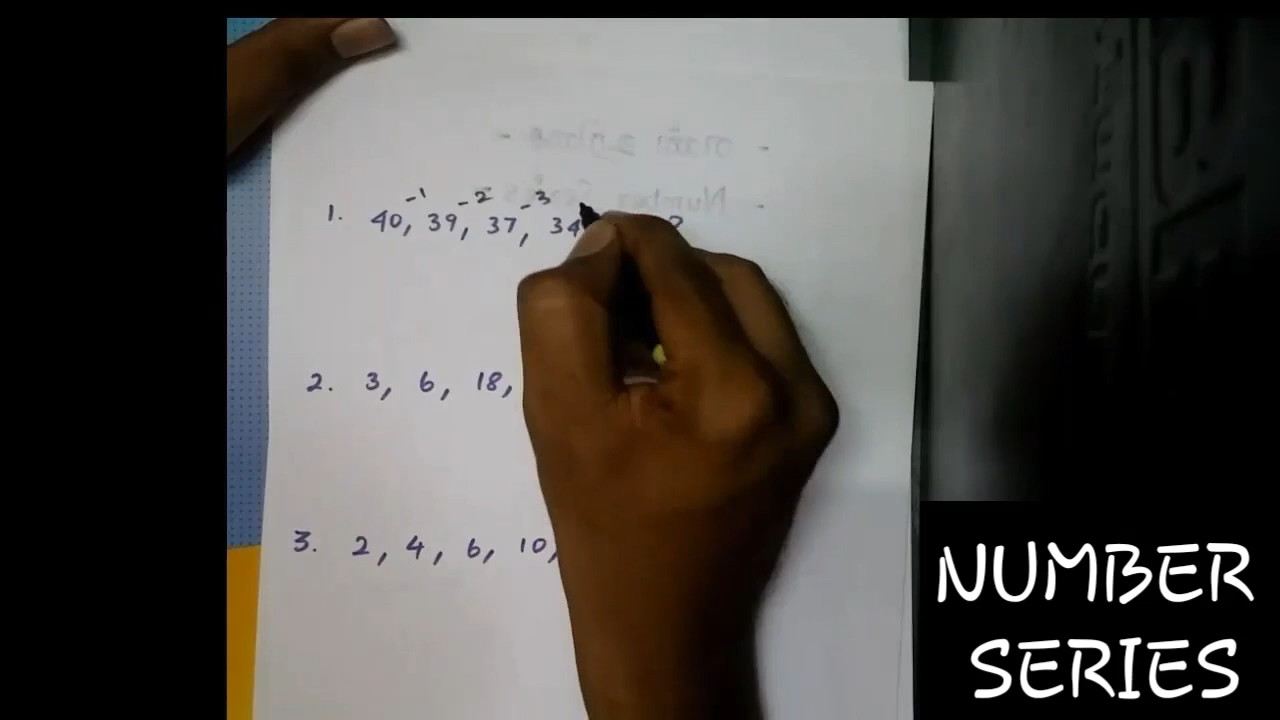 -1 -2 -3
1. 40, 39, 37, 34 ?
2. 3, 6, 18,
3. 2, 4, 6, 10,
NUMBER
SERIES